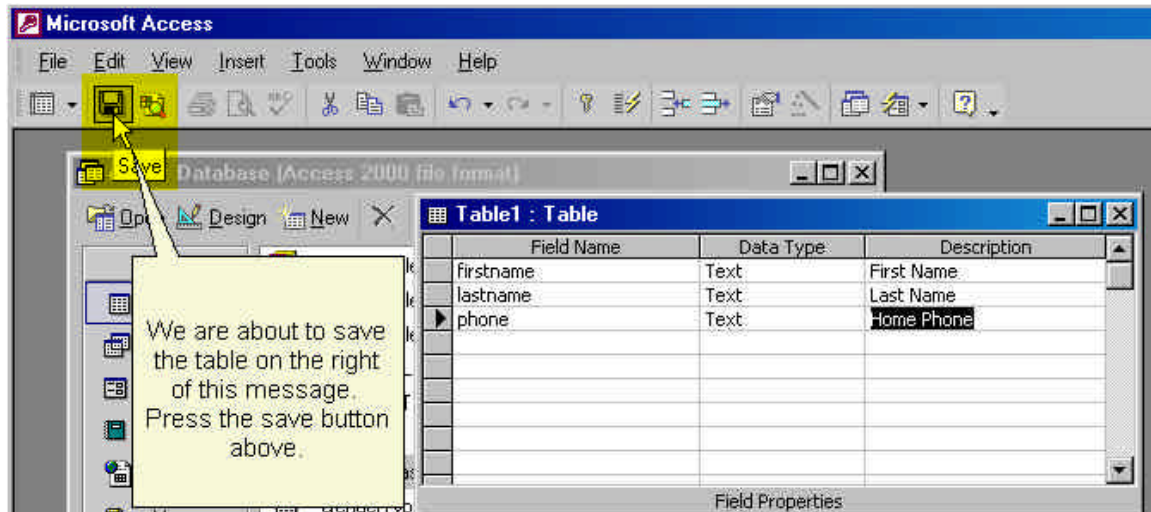 Microsoft Access
File Edit View Insert Tools Window Help
Save Database (Access 2000 file format)
Design New
Table1 : Table
Field Name Data Type Description
firstname Text First Name
lastname Text Last Name
phone Text Home Phone
We are about to save
the table on the right
of this message.
Press the save button
above.
Field Properties